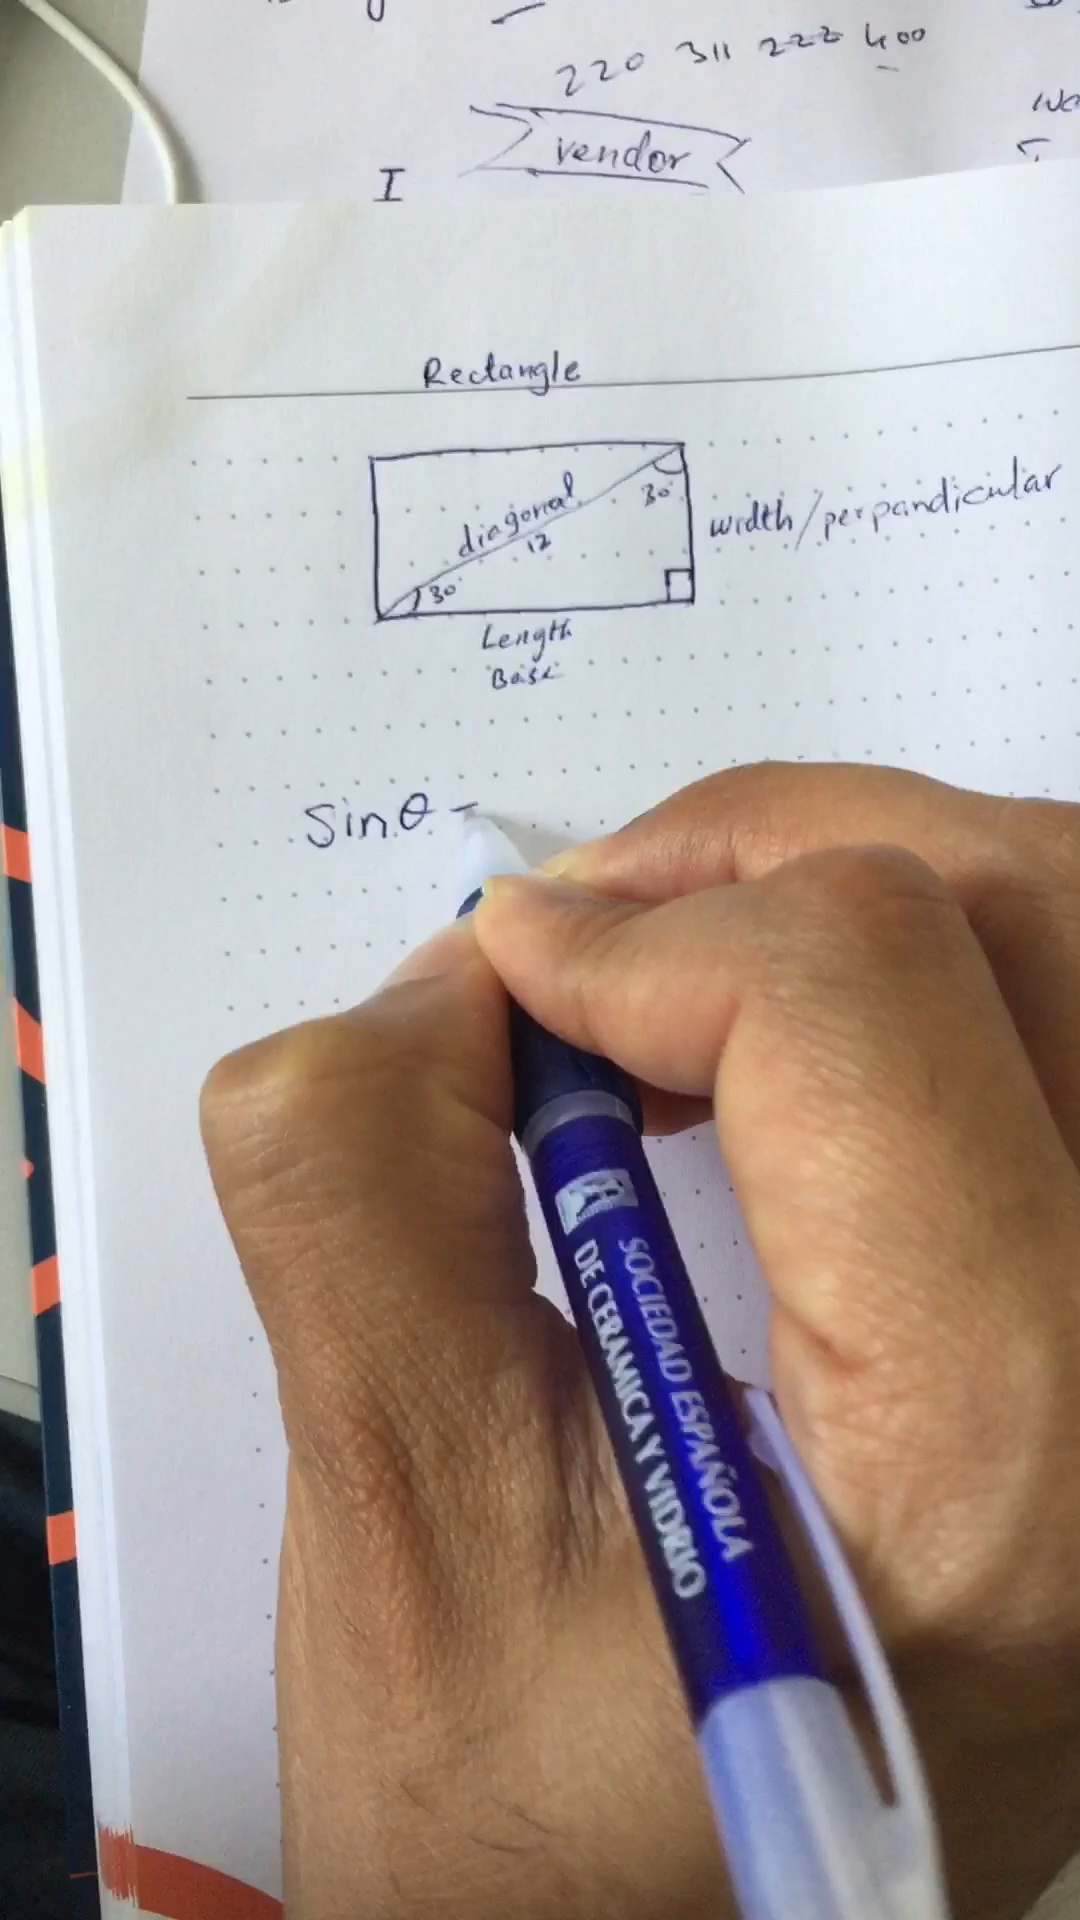 220 311 222 400
vendor
I
Rectangle
diagonal
12
30°
30°
width/perpandicular
Length
Base
Sin θ =
SOCIEDAD ESPAÑOLA
DE CERAMICA Y VIDRIO